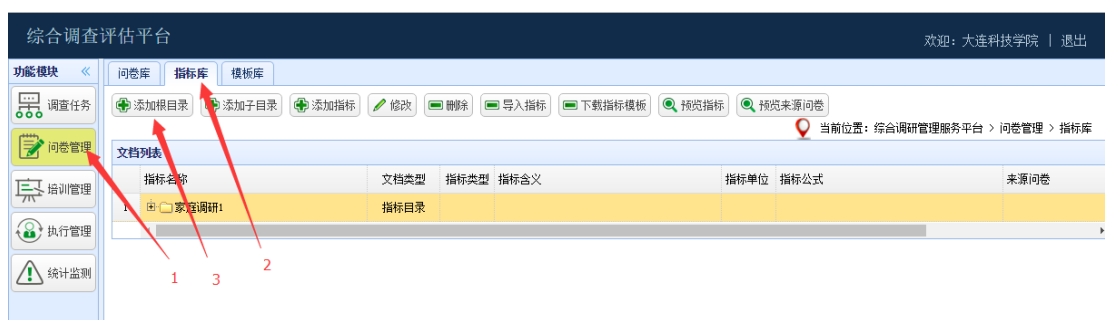 综合调查评估平台
欢迎：大连科技学院 | 退出
功能模块 «
问卷库 指标库 模板库
调查任务
添加根目录 添加子目录 添加指标 修改 删除 导入指标 下载指标模板 预览指标 预览来源问卷
当前位置：综合调研管理服务平台 > 问卷管理 > 指标库
问卷管理
文档列表
指标名称 文档类型 指标类型 指标含义 指标单位 指标公式 来源问卷
培训管理
1 家庭调研1 指标目录
执行管理
统计监测
1 3 2